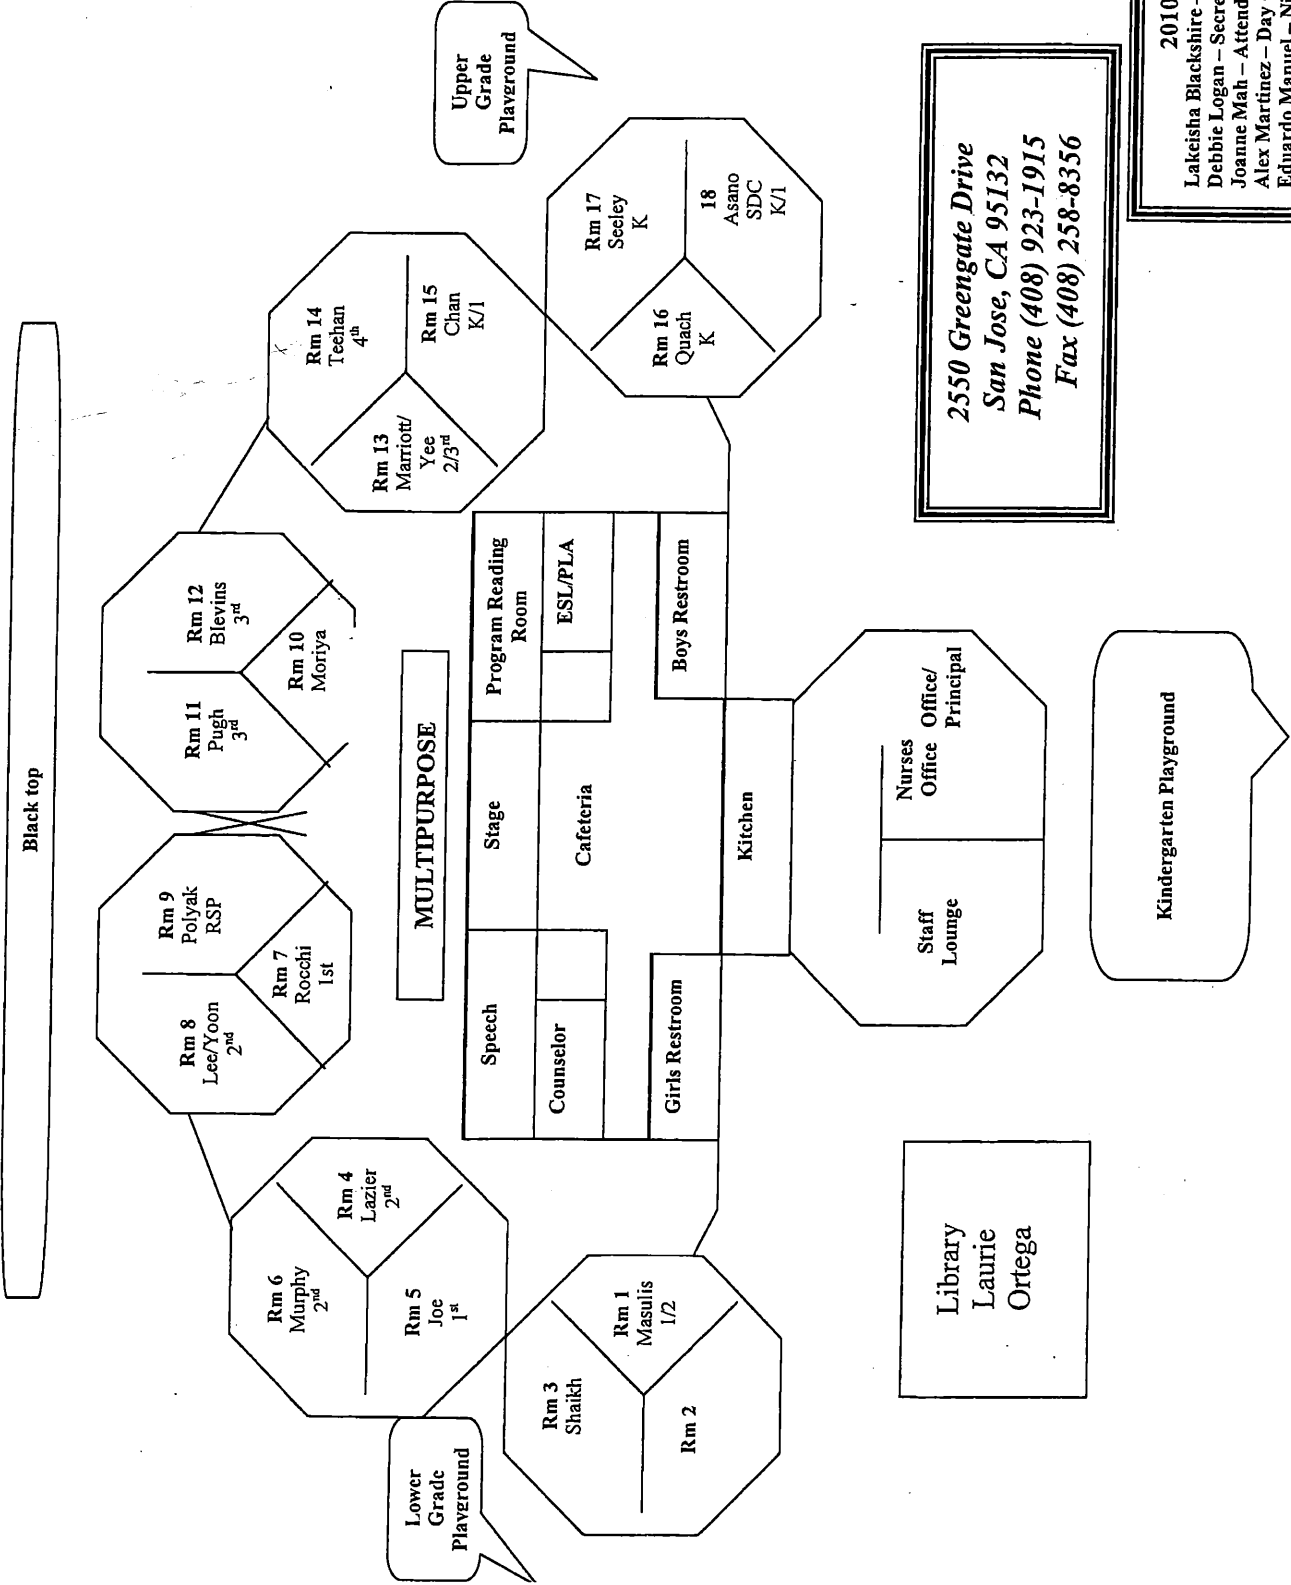 Black top
Lower
Grade
Playground
Rm 6
Murphy
2nd
Rm 4
Lazier
2nd
Rm 5
Joe
1st
Rm 3
Shaikh
Rm 1
Masulis
1/2
Rm 2
Rm 8
Lee/Yoon
2nd
Rm 9
Polyak
RSP
Rm 7
Rocchi
1st
Rm 11
Pugh
3rd
Rm 12
Blevins
3rd
Rm 10
Moriya
Rm 14
Teehan
4th
Rm 13
Marriott/
Yee
2/3rd
Rm 15
Chan
K/1
Upper
Grade
Playground
Rm 17
Seeley
K
Rm 16
Quach
K
18
Asano
SDC
K/1
MULTIPURPOSE
Speech
Stage
Program Reading
Room
Counselor
Cafeteria
ESL/PLA
Girls Restroom
Boys Restroom
Kitchen
Staff
Lounge
Nurses
Office
Office/
Principal
Library
Laurie
Ortega
Kindergarten Playground
2550 Greengate Drive
San Jose, CA 95132
Phone (408) 923-1915
Fax (408) 258-8356
2010
Lakeisha Blackshire –
Debbie Logan – Secre
Joanne Mah – Attend
Alex Martinez – Day
Eduardo Manuel – Ni